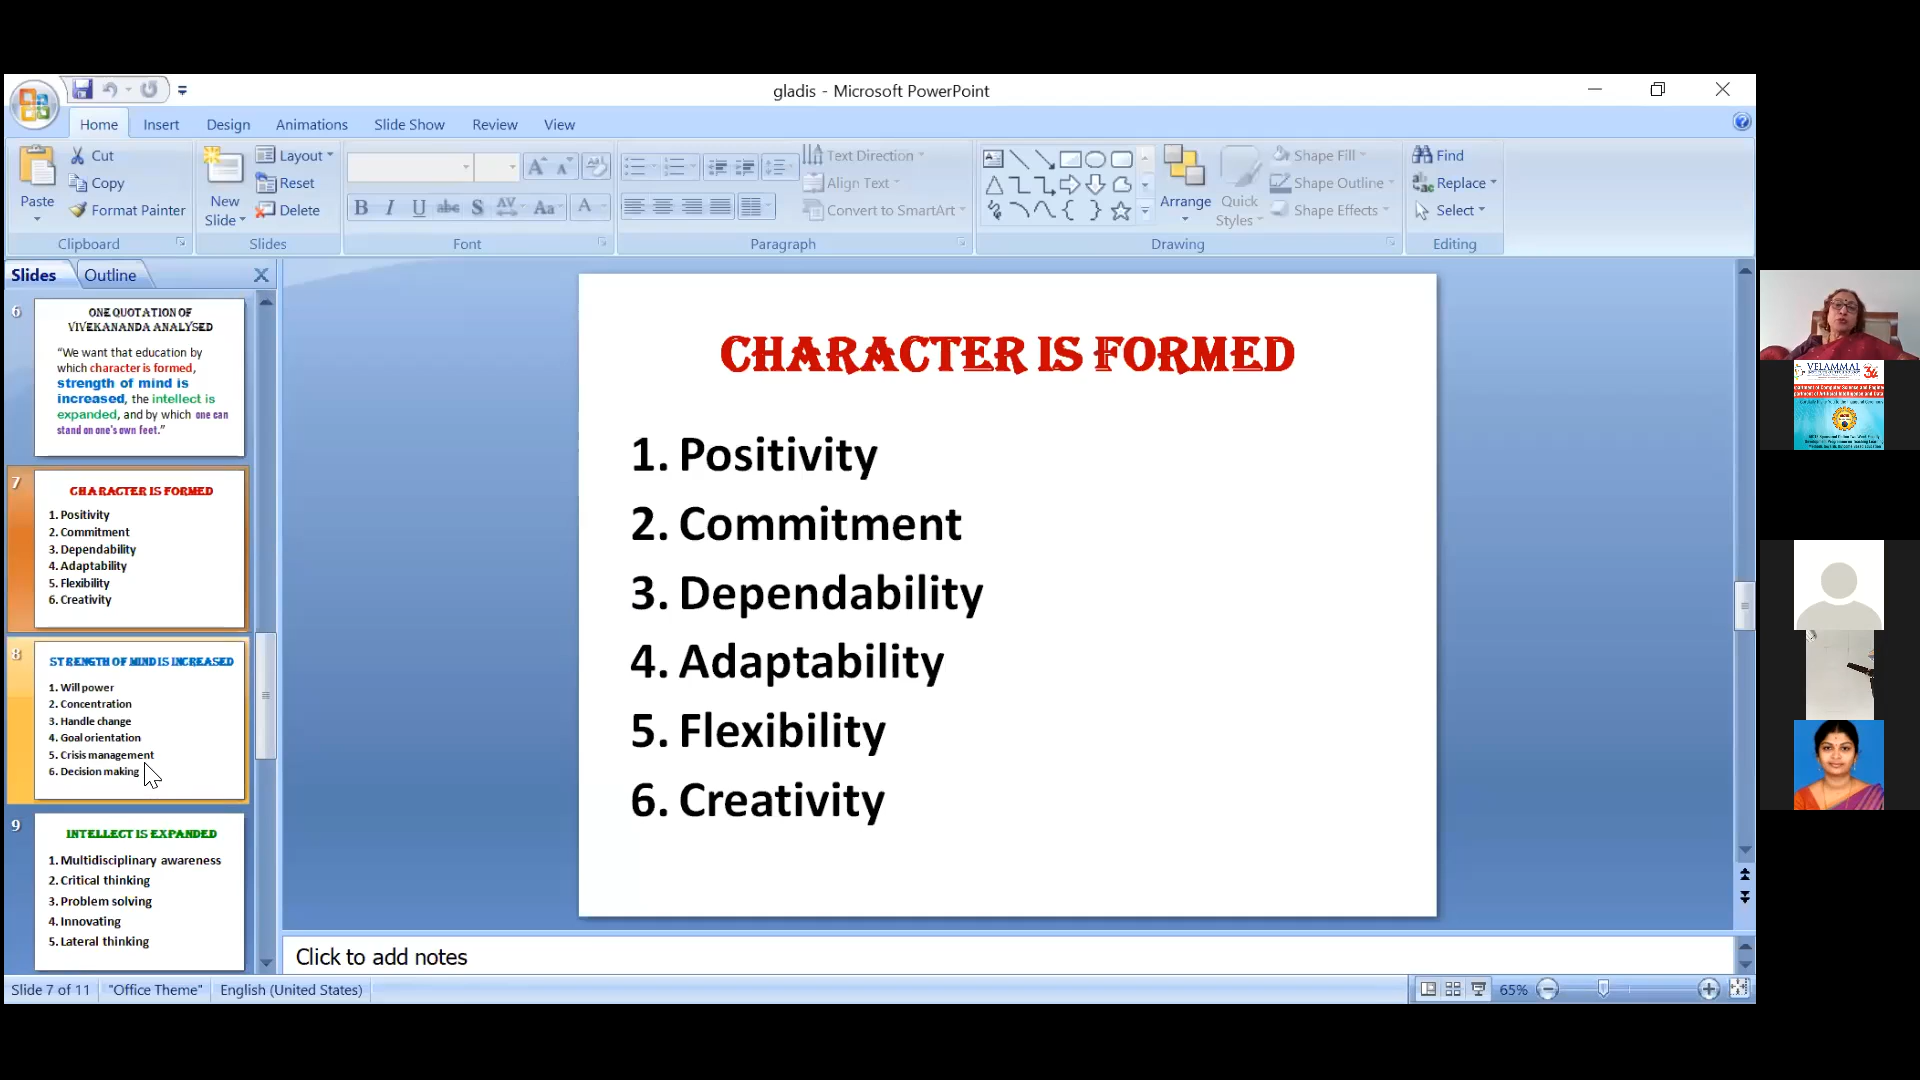 gladis - Microsoft PowerPoint
Home Insert Design Animations Slide Show Review View
Paste
Cut
Copy
Format Painter
Clipboard
New
Slide
Layout
Reset
Delete
Slides
B I U abc S AV Aa A
Font
Text Direction
Align Text
Convert to SmartArt
Paragraph
Arrange
Quick
Styles
Shape Fill
Shape Outline
Shape Effects
Drawing
Find
Replace
Select
Editing
Slides Outline
6
ONE QUOTATION OF
VIVEKANANDA ANALYSED
“We want that education by
which character is formed,
strength of mind is
increased, the intellect is
expanded, and by which one can
stand on one's own feet.”
7
CHARACTER IS FORMED
1. Positivity
2. Commitment
3. Dependability
4. Adaptability
5. Flexibility
6. Creativity
8
STRENGTH OF MIND IS INCREASED
1. Will power
2. Concentration
3. Handle change
4. Goal orientation
5. Crisis management
6. Decision making
9
INTELLECT IS EXPANDED
1. Multidisciplinary awareness
2. Critical thinking
3. Problem solving
4. Innovating
5. Lateral thinking
CHARACTER IS FORMED
1. Positivity
2. Commitment
3. Dependability
4. Adaptability
5. Flexibility
6. Creativity
Click to add notes
Slide 7 of 11 "Office Theme" English (United States) 65%
VELAMMAL